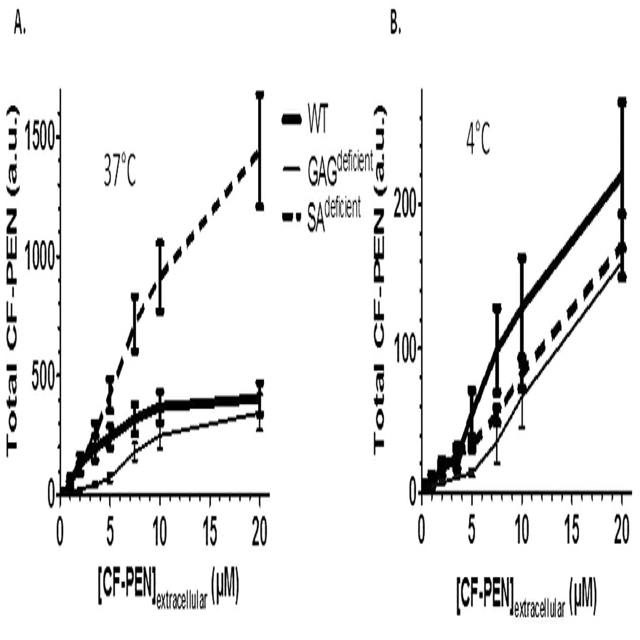 A.
Total CF-PEN (a.u.)
1500
1000
500
0
37°C
WT
GAGdeficient
SAdeficient
0 5 10 15 20
[CF-PEN]extracellular (µM)
B.
Total CF-PEN (a.u.)
200
100
0
4°C
0 5 10 15 20
[CF-PEN]extracellular (µM)